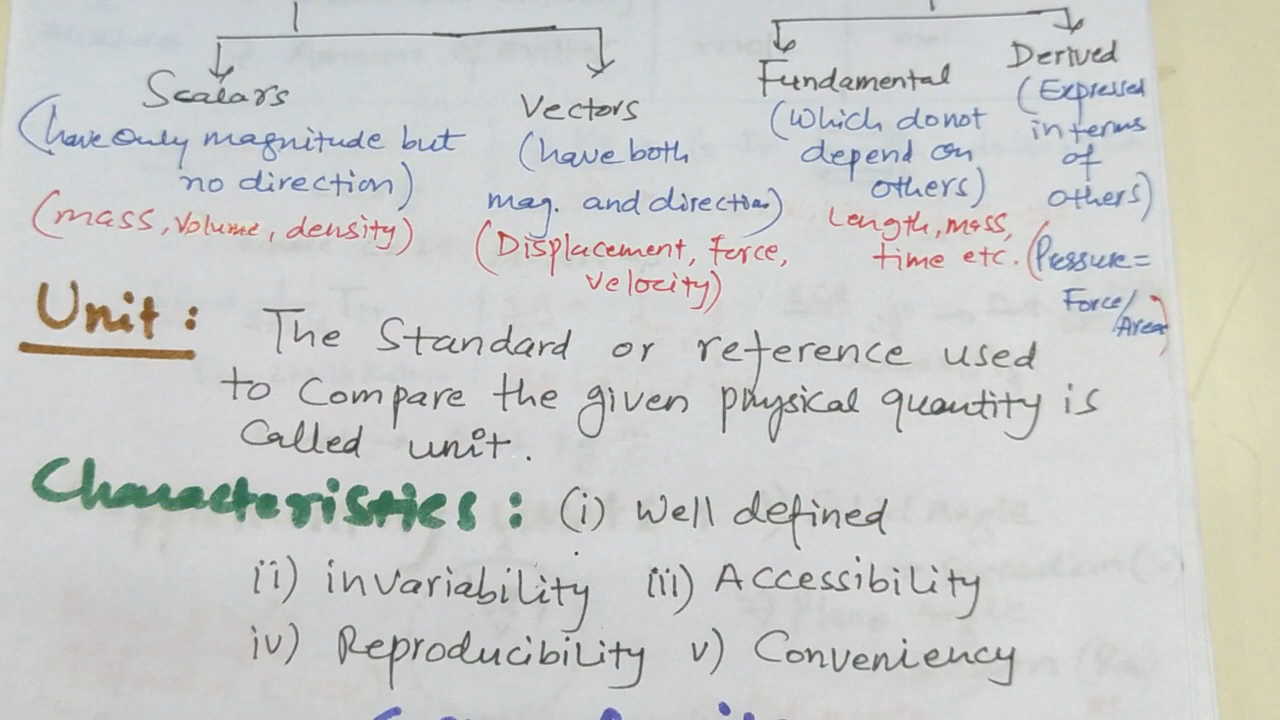 Scalars
(have only magnitude but
no direction)
(mass, Volume, density)
Vectors
(have both
mag. and direction)
(Displacement, force,
velocity)
Fundamental
(Which do not
depend on
others)
Length, mass,
time etc.
Derived
(Expressed
in terms
of
others)
(Pressure =
Force/
Area)
Unit:
The Standard or reference used
to Compare the given physical quantity is
Called unit.
Characteristics: (i) Well defined
ii) invariability iii) Accessibility
iv) Reproducibility v) Conveniency